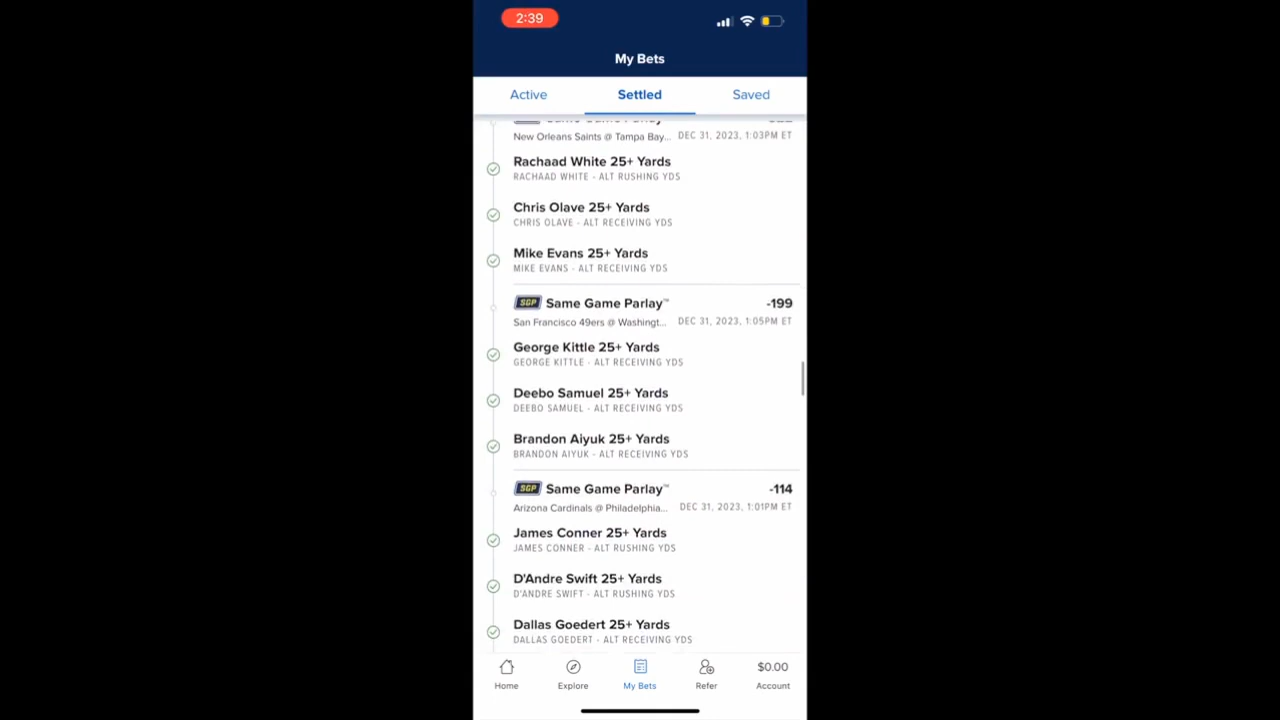 2:39
My Bets
Active Settled Saved
New Orleans Saints @ Tampa Bay... DEC 31, 2023, 1:03PM ET
Rachaad White 25+ Yards
RACHAAD WHITE - ALT RUSHING YDS
Chris Olave 25+ Yards
CHRIS OLAVE - ALT RECEIVING YDS
Mike Evans 25+ Yards
MIKE EVANS - ALT RECEIVING YDS
SGP Same Game Parlay™ -199
San Francisco 49ers @ Washingt... DEC 31, 2023, 1:05PM ET
George Kittle 25+ Yards
GEORGE KITTLE - ALT RECEIVING YDS
Deebo Samuel 25+ Yards
DEEBO SAMUEL - ALT RECEIVING YDS
Brandon Aiyuk 25+ Yards
BRANDON AIYUK - ALT RECEIVING YDS
SGP Same Game Parlay™ -114
Arizona Cardinals @ Philadelphia... DEC 31, 2023, 1:01PM ET
James Conner 25+ Yards
JAMES CONNER - ALT RUSHING YDS
D'Andre Swift 25+ Yards
D'ANDRE SWIFT - ALT RUSHING YDS
Dallas Goedert 25+ Yards
DALLAS GOEDERT - ALT RECEIVING YDS
$0.00
Home Explore My Bets Refer Account